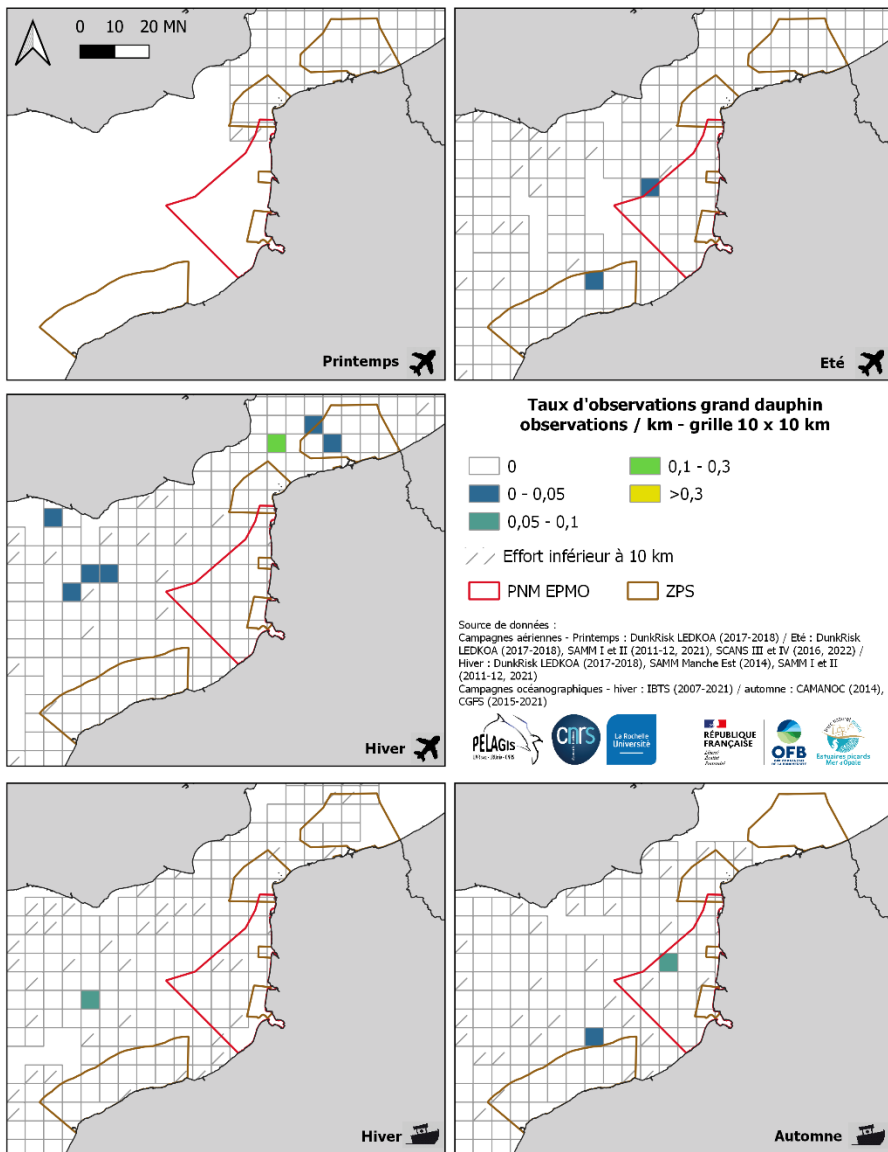 0 10 20 MN
Printemps
Eté
Hiver
Taux d'observations grand dauphin
observations / km - grille 10 x 10 km
0
0 - 0,05
0,05 - 0,1
0,1 - 0,3
>0,3
Effort inférieur à 10 km
PNM EPMO
ZPS
Source de données :
Campagnes aériennes - Printemps : DunkRisk LEDKOA (2017-2018) / Eté : DunkRisk
LEDKOA (2017-2018), SAMM I et II (2011-12, 2021), SCANS III et IV (2016, 2022) /
Hiver : DunkRisk LEDKOA (2017-2018), SAMM Manche Est (2014), SAMM I et II
(2011-12, 2021)
Campagnes océanographiques - hiver : IBTS (2007-2021) / automne : CAMANOC (2014),
CGFS (2015-2021)
PELAGIS
cnrs
La Rochelle
Université
RÉPUBLIQUE
FRANÇAISE
Liberté
Égalité
Fraternité
OFB
Estuaires picards
Mer d'Opale
Hiver
Automne